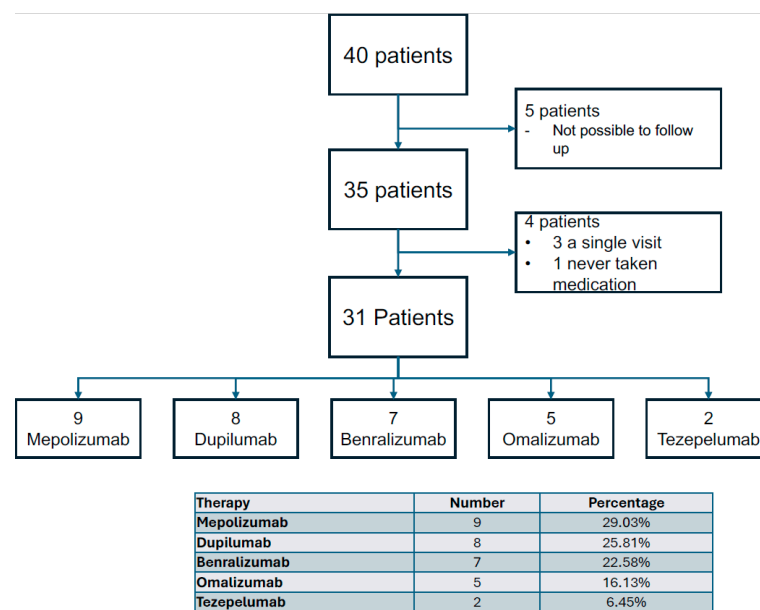 40 patients
5 patients
- Not possible to follow
up
35 patients
4 patients
• 3 a single visit
• 1 never taken
medication
31 Patients
9
Mepolizumab
8
Dupilumab
7
Benralizumab
5
Omalizumab
2
Tezepelumab
Therapy Number Percentage
Mepolizumab 9 29.03%
Dupilumab 8 25.81%
Benralizumab 7 22.58%
Omalizumab 5 16.13%
Tezepelumab 2 6.45%